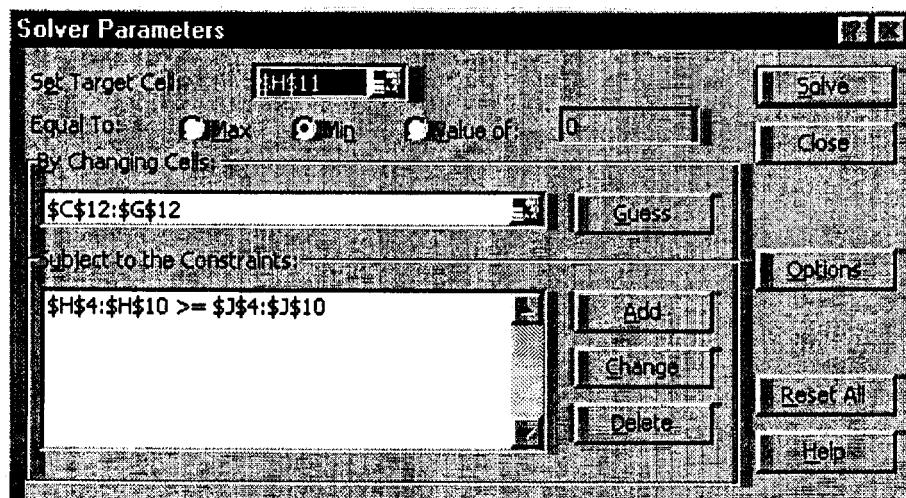 Solver Parameters
Set Target Cell: $H$11 Solve
Equal To: Max Min Value of: 0 Close
By Changing Cells:
$C$12:$G$12 Guess
Subject to the Constraints: Options
$H$4:$H$10 >= $J$4:$J$10 Add
Change
Reset All
Delete
Help